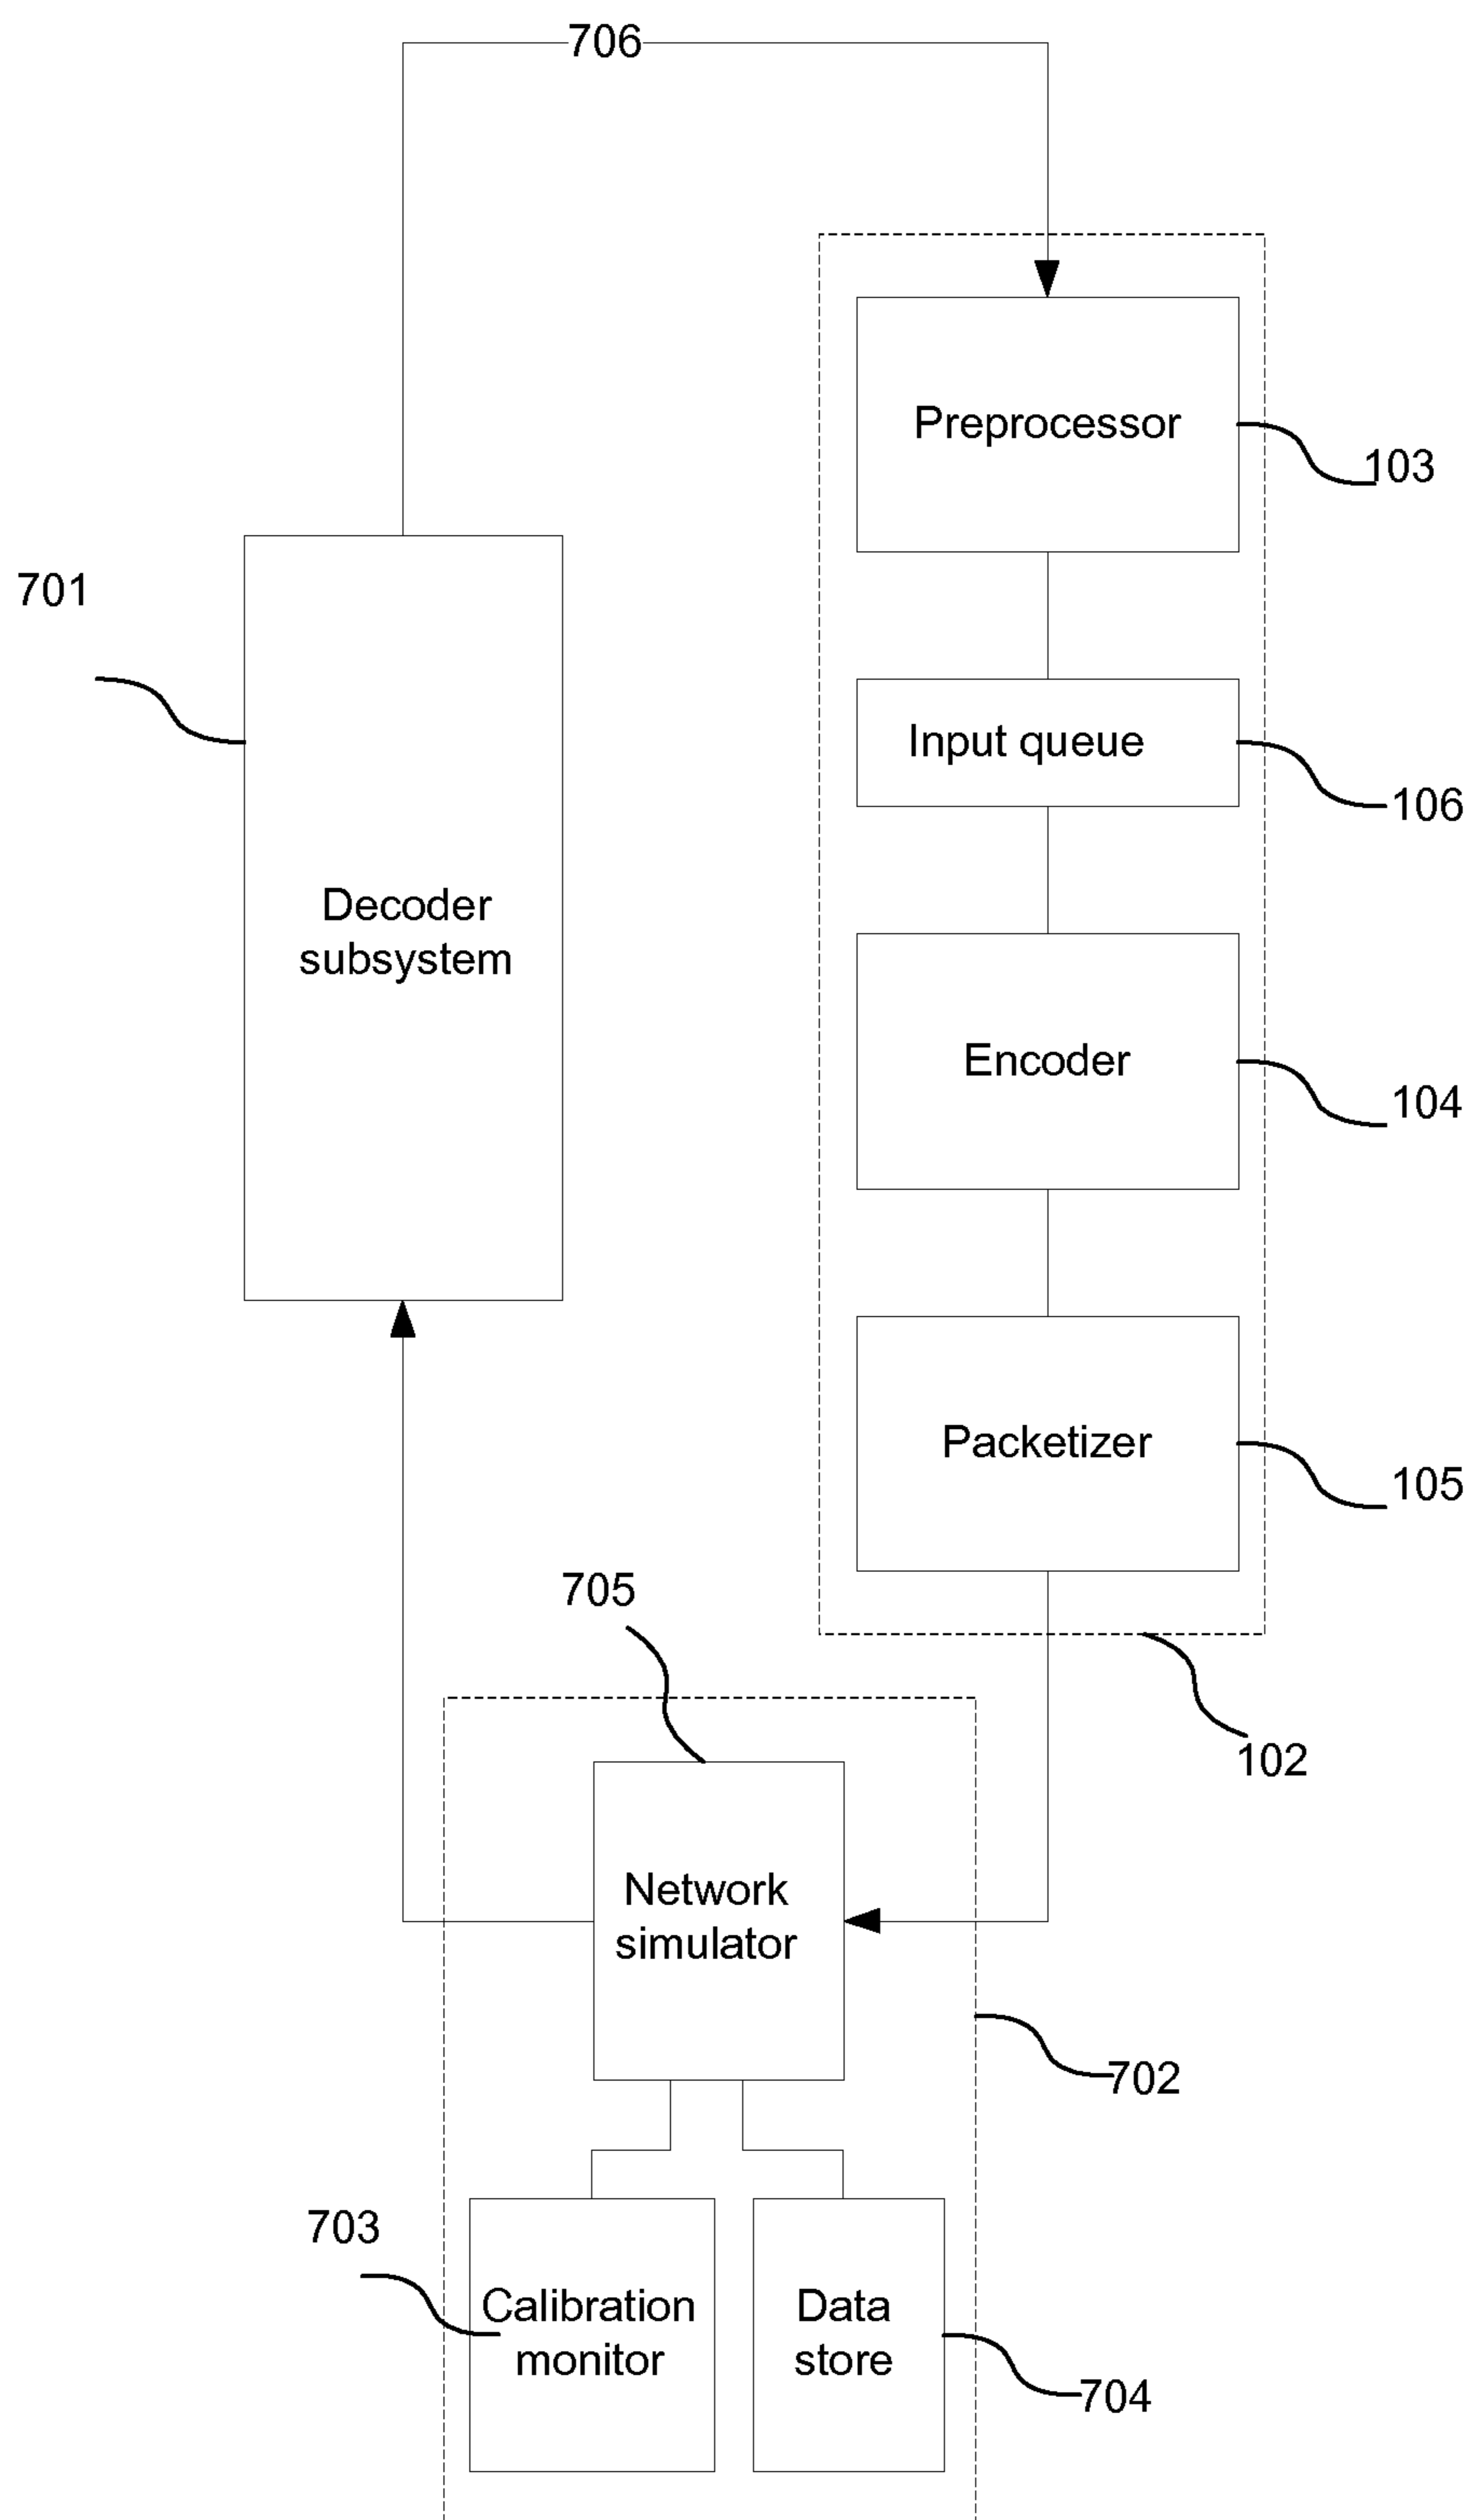 706
Preprocessor
103
701
Input queue
106
Decoder
subsystem
Encoder
104
Packetizer
105
705
102
Network
simulator
702
703
Calibration
monitor
Data
store
704